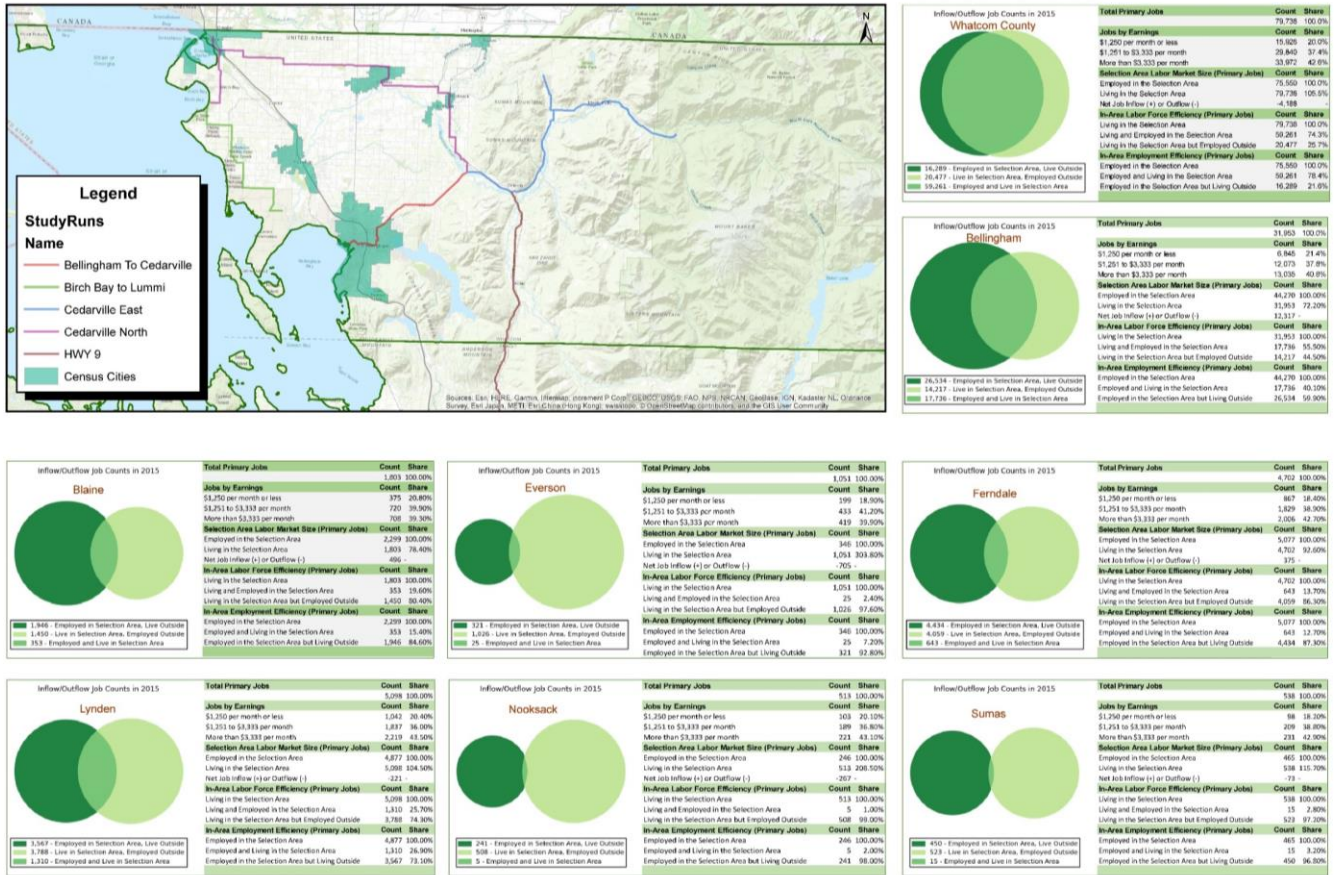 CANADA
UNITED STATES
CANADA
N
Legend
StudyRuns
Name
Bellingham To Cedarville
Birch Bay to Lummi
Cedarville East
Cedarville North
HWY 9
Census Cities
Inflow/Outflow Job Counts in 2015
Whatcom County
16,289 - Employed in Selection Area, Live Outside
20,477 - Live in Selection Area, Employed Outside
59,261 - Employed and Live in Selection Area
Total Primary Jobs Count Share
79,738 100.0%
Jobs by Earnings Count Share
$1,250 per month or less 15,926 20.0%
$1,251 to $3,333 per month 29,840 37.4%
More than $3,333 per month 33,972 42.6%
Selection Area Labor Market Size (Primary Jobs) Count Share
Employed in the Selection Area 75,550 100.0%
Living in the Selection Area 79,738 105.5%
Net Job Inflow (+) or Outflow (-) -4,188 -
In-Area Labor Force Efficiency (Primary Jobs) Count Share
Living in the Selection Area 79,738 100.0%
Living and Employed in the Selection Area 59,261 74.3%
Living in the Selection Area but Employed Outside 20,477 25.7%
In-Area Employment Efficiency (Primary Jobs) Count Share
Employed in the Selection Area 75,550 100.0%
Employed and Living in the Selection Area 59,261 78.4%
Employed in the Selection Area but Living Outside 16,289 21.6%
Inflow/Outflow Job Counts in 2015
Bellingham
26,534 - Employed in Selection Area, Live Outside
14,217 - Live in Selection Area, Employed Outside
17,736 - Employed and Live in Selection Area
Total Primary Jobs Count Share
31,953 100.0%
Jobs by Earnings Count Share
$1,250 per month or less 6,845 21.4%
$1,251 to $3,333 per month 12,073 37.8%
More than $3,333 per month 13,035 40.8%
Selection Area Labor Market Size (Primary Jobs) Count Share
Employed in the Selection Area 44,270 100.00%
Living in the Selection Area 31,953 72.20%
Net Job Inflow (+) or Outflow (-) 12,317 -
In-Area Labor Force Efficiency (Primary Jobs) Count Share
Living in the Selection Area 31,953 100.00%
Living and Employed in the Selection Area 17,736 55.50%
Living in the Selection Area but Employed Outside 14,217 44.50%
In-Area Employment Efficiency (Primary Jobs) Count Share
Employed in the Selection Area 44,270 100.00%
Employed and Living in the Selection Area 17,736 40.10%
Employed in the Selection Area but Living Outside 26,534 59.90%
Inflow/Outflow Job Counts in 2015
Blaine
1,946 - Employed in Selection Area, Live Outside
1,450 - Live in Selection Area, Employed Outside
353 - Employed and Live in Selection Area
Total Primary Jobs Count Share
1,803 100.00%
Jobs by Earnings Count Share
$1,250 per month or less 375 20.80%
$1,251 to $3,333 per month 720 39.90%
More than $3,333 per month 708 39.30%
Selection Area Labor Market Size (Primary Jobs) Count Share
Employed in the Selection Area 2,299 100.00%
Living in the Selection Area 1,803 78.40%
Net Job Inflow (+) or Outflow (-) 496 -
In-Area Labor Force Efficiency (Primary Jobs) Count Share
Living in the Selection Area 1,803 100.00%
Living and Employed in the Selection Area 353 19.60%
Living in the Selection Area but Employed Outside 1,450 80.40%
In-Area Employment Efficiency (Primary Jobs) Count Share
Employed in the Selection Area 2,299 100.00%
Employed and Living in the Selection Area 353 15.40%
Employed in the Selection Area but Living Outside 1,946 84.60%
Inflow/Outflow Job Counts in 2015
Everson
321 - Employed in Selection Area, Live Outside
1,026 - Live in Selection Area, Employed Outside
25 - Employed and Live in Selection Area
Total Primary Jobs Count Share
1,051 100.00%
Jobs by Earnings Count Share
$1,250 per month or less 199 18.90%
$1,251 to $3,333 per month 433 41.20%
More than $3,333 per month 419 39.90%
Selection Area Labor Market Size (Primary Jobs) Count Share
Employed in the Selection Area 346 100.00%
Living in the Selection Area 1,051 303.80%
Net Job Inflow (+) or Outflow (-) -705 -
In-Area Labor Force Efficiency (Primary Jobs) Count Share
Living in the Selection Area 1,051 100.00%
Living and Employed in the Selection Area 25 2.40%
Living in the Selection Area but Employed Outside 1,026 97.60%
In-Area Employment Efficiency (Primary Jobs) Count Share
Employed in the Selection Area 346 100.00%
Employed and Living in the Selection Area 25 7.20%
Employed in the Selection Area but Living Outside 321 92.80%
Inflow/Outflow Job Counts in 2015
Ferndale
4,434 - Employed in Selection Area, Live Outside
4,059 - Live in Selection Area, Employed Outside
643 - Employed and Live in Selection Area
Total Primary Jobs Count Share
4,702 100.00%
Jobs by Earnings Count Share
$1,250 per month or less 867 18.40%
$1,251 to $3,333 per month 1,829 38.90%
More than $3,333 per month 2,006 42.70%
Selection Area Labor Market Size (Primary Jobs) Count Share
Employed in the Selection Area 5,077 100.00%
Living in the Selection Area 4,702 92.60%
Net Job Inflow (+) or Outflow (-) 375 -
In-Area Labor Force Efficiency (Primary Jobs) Count Share
Living in the Selection Area 4,702 100.00%
Living and Employed in the Selection Area 643 13.70%
Living in the Selection Area but Employed Outside 4,059 86.30%
In-Area Employment Efficiency (Primary Jobs) Count Share
Employed in the Selection Area 5,077 100.00%
Employed and Living in the Selection Area 643 12.70%
Employed in the Selection Area but Living Outside 4,434 87.30%
Inflow/Outflow Job Counts in 2015
Lynden
3,567 - Employed in Selection Area, Live Outside
3,788 - Live in Selection Area, Employed Outside
1,310 - Employed and Live in Selection Area
Total Primary Jobs Count Share
5,098 100.00%
Jobs by Earnings Count Share
$1,250 per month or less 1,042 20.40%
$1,251 to $3,333 per month 1,837 36.00%
More than $3,333 per month 2,219 43.50%
Selection Area Labor Market Size (Primary Jobs) Count Share
Employed in the Selection Area 4,877 100.00%
Living in the Selection Area 5,098 104.50%
Net Job Inflow (+) or Outflow (-) -221 -
In-Area Labor Force Efficiency (Primary Jobs) Count Share
Living in the Selection Area 5,098 100.00%
Living and Employed in the Selection Area 1,310 25.70%
Living in the Selection Area but Employed Outside 3,788 74.30%
In-Area Employment Efficiency (Primary Jobs) Count Share
Employed in the Selection Area 4,877 100.00%
Employed and Living in the Selection Area 1,310 26.90%
Employed in the Selection Area but Living Outside 3,567 73.10%
Inflow/Outflow Job Counts in 2015
Nooksack
241 - Employed in Selection Area, Live Outside
508 - Live in Selection Area, Employed Outside
5 - Employed and Live in Selection Area
Total Primary Jobs Count Share
513 100.00%
Jobs by Earnings Count Share
$1,250 per month or less 103 20.10%
$1,251 to $3,333 per month 189 36.80%
More than $3,333 per month 221 43.10%
Selection Area Labor Market Size (Primary Jobs) Count Share
Employed in the Selection Area 246 100.00%
Living in the Selection Area 513 208.50%
Net Job Inflow (+) or Outflow (-) -267 -
In-Area Labor Force Efficiency (Primary Jobs) Count Share
Living in the Selection Area 513 100.00%
Living and Employed in the Selection Area 5 1.00%
Living in the Selection Area but Employed Outside 508 99.00%
In-Area Employment Efficiency (Primary Jobs) Count Share
Employed in the Selection Area 246 100.00%
Employed and Living in the Selection Area 5 2.00%
Employed in the Selection Area but Living Outside 241 98.00%
Inflow/Outflow Job Counts in 2015
Sumas
450 - Employed in Selection Area, Live Outside
523 - Live in Selection Area, Employed Outside
15 - Employed and Live in Selection Area
Total Primary Jobs Count Share
538 100.00%
Jobs by Earnings Count Share
$1,250 per month or less 98 18.20%
$1,251 to $3,333 per month 209 38.80%
More than $3,333 per month 231 42.90%
Selection Area Labor Market Size (Primary Jobs) Count Share
Employed in the Selection Area 465 100.00%
Living in the Selection Area 538 115.70%
Net Job Inflow (+) or Outflow (-) -73 -
In-Area Labor Force Efficiency (Primary Jobs) Count Share
Living in the Selection Area 538 100.00%
Living and Employed in the Selection Area 15 2.80%
Living in the Selection Area but Employed Outside 523 97.20%
In-Area Employment Efficiency (Primary Jobs) Count Share
Employed in the Selection Area 465 100.00%
Employed and Living in the Selection Area 15 3.20%
Employed in the Selection Area but Living Outside 450 96.80%